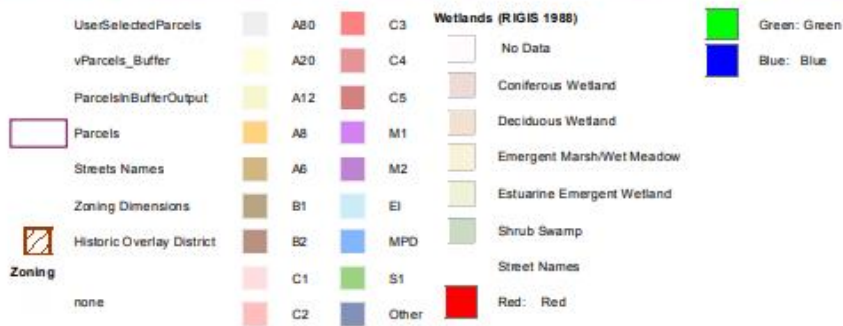 UserSelectedParcels
vParcels_Buffer
ParcelsInBufferOutput
Parcels
Streets Names
Zoning Dimensions
Historic Overlay District
Zoning
none
A80
A20
A12
A8
A6
B1
B2
C1
C2
C3
C4
C5
M1
M2
EI
MPD
S1
Other
Wetlands (RIGIS 1988)
No Data
Coniferous Wetland
Deciduous Wetland
Emergent Marsh/Wet Meadow
Estuarine Emergent Wetland
Shrub Swamp
Street Names
Red: Red
Green: Green
Blue: Blue